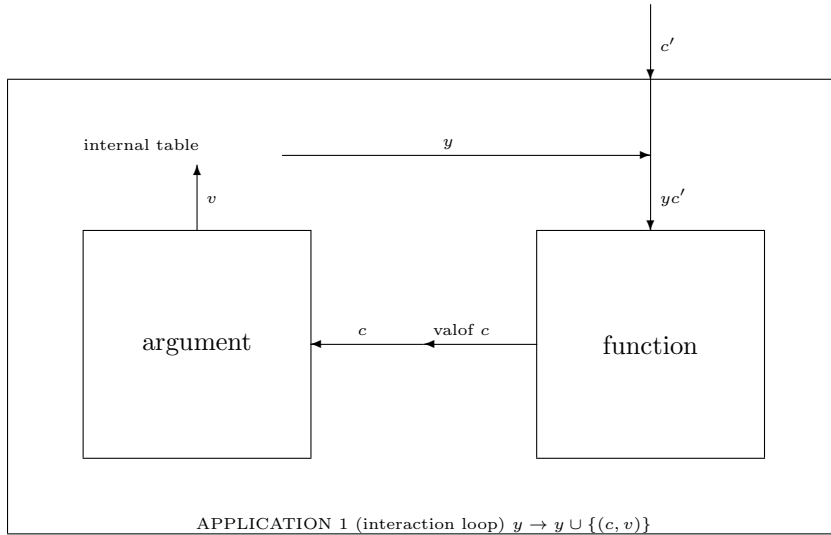 c′
internal table
y
v
yc′
c
valof c
argument
function
APPLICATION 1 (interaction loop) y → y ∪ {(c, v)}